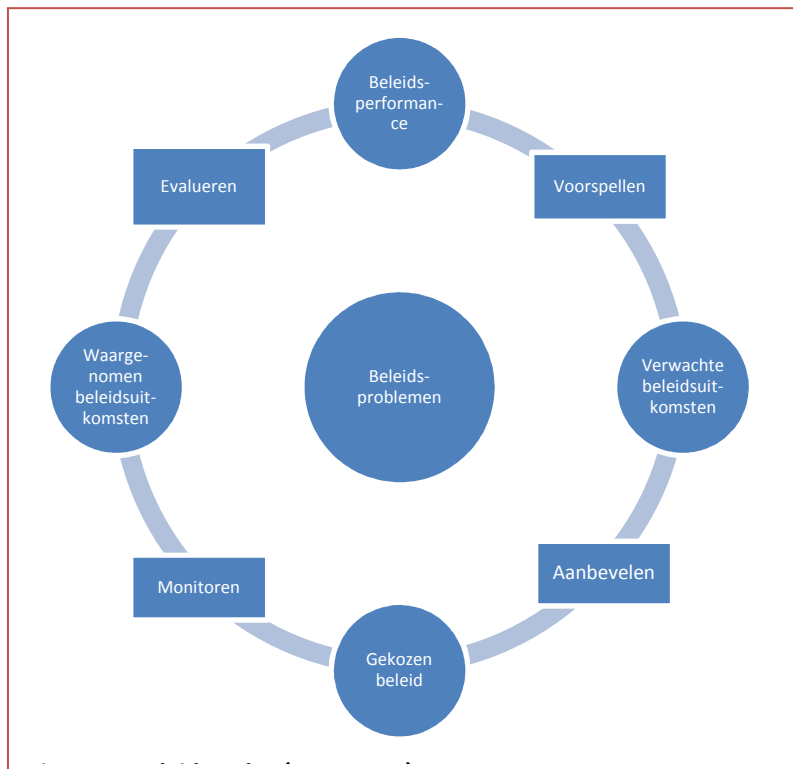 Beleids-
performan-
ce
Evalueren
Voorspellen
Waarge-
nomen
beleidsuit-
komsten
Beleids-
problemen
Verwachte
beleidsuit-
komsten
Monitoren
Aanbevelen
Gekozen
beleid